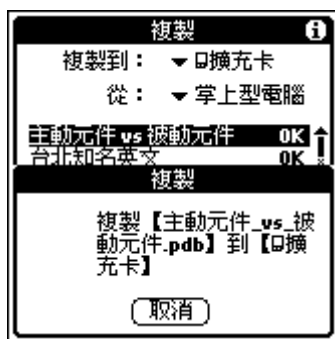 複製
複製到： 擴充卡
從： 掌上型電腦
主動元件 vs 被動元件 OK
台北知名英文 OK
複製
複製【主動元件_vs_被
動元件.pdb】到【擴
充卡】
取消